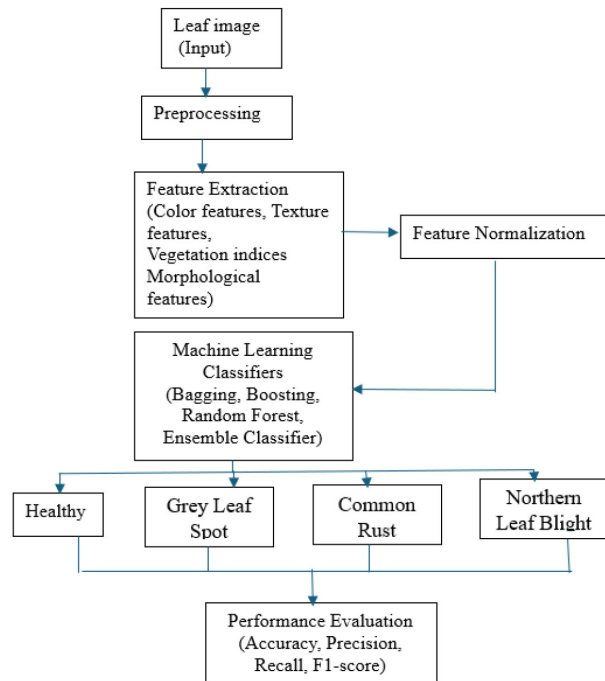 Leaf image
(Input)
Preprocessing
Feature Extraction
(Color features, Texture
features,
Vegetation indices
Morphological
features)
Feature Normalization
Machine Learning
Classifiers
(Bagging, Boosting,
Random Forest,
Ensemble Classifier)
Healthy
Grey Leaf
Spot
Common
Rust
Northern
Leaf Blight
Performance Evaluation
(Accuracy, Precision,
Recall, F1-score)